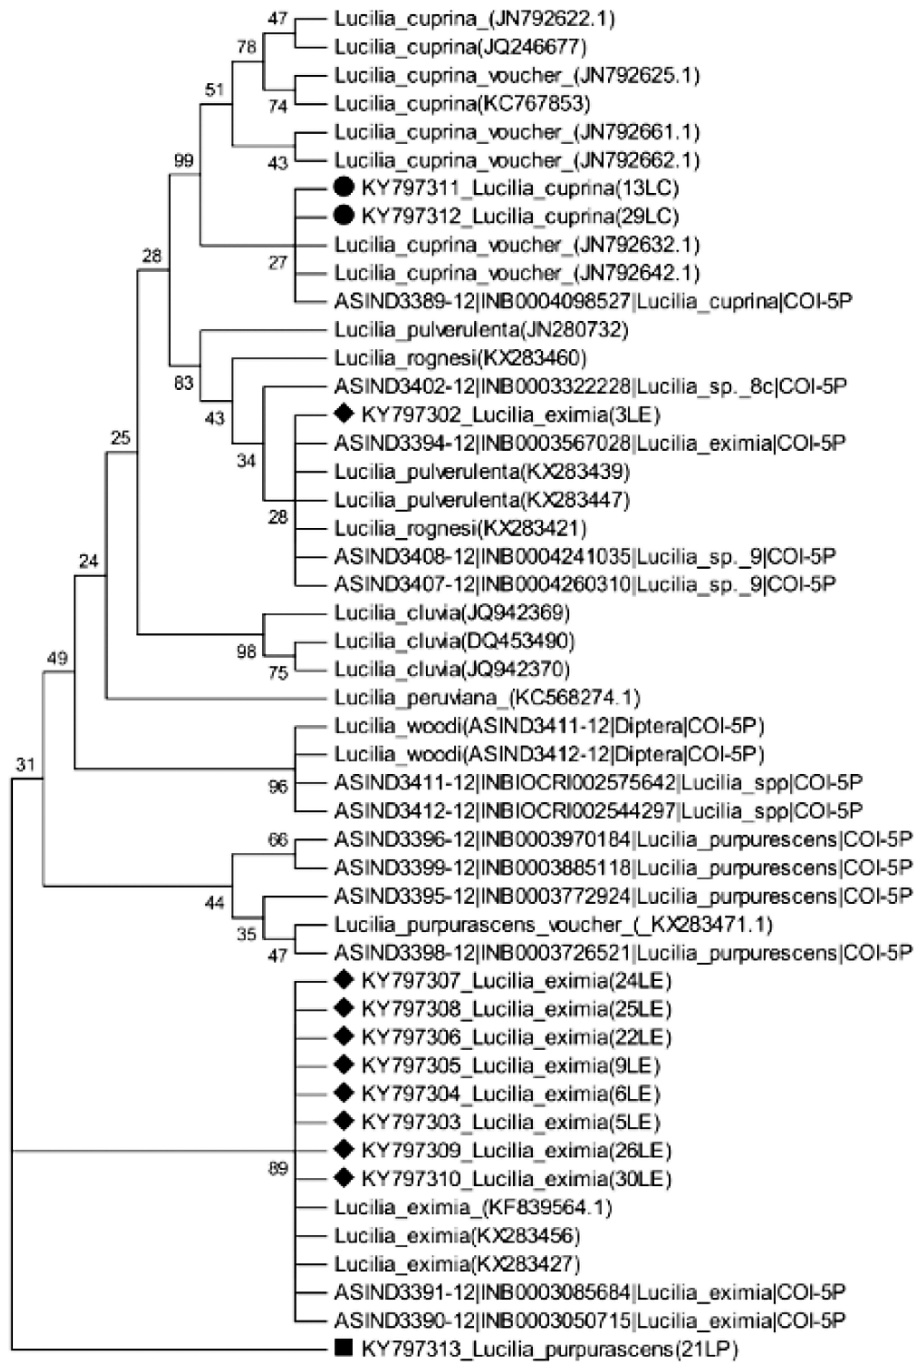 47
Lucilia_cuprina_(JN792622.1)
78
Lucilia_cuprina(JQ246677)
Lucilia_cuprina_voucher_(JN792625.1)
51
74
Lucilia_cuprina(KC767853)
Lucilia_cuprina_voucher_(JN792661.1)
99
43
Lucilia_cuprina_voucher_(JN792662.1)
KY797311_Lucilia_cuprina(13LC)
KY797312_Lucilia_cuprina(29LC)
Lucilia_cuprina_voucher_(JN792632.1)
28
27
Lucilia_cuprina_voucher_(JN792642.1)
ASIND3389-12|INB0004098527|Lucilia_cuprina|COI-5P
Lucilia_pulverulenta(JN280732)
Lucilia_rognesi(KX283460)
83
ASIND3402-12|INB0003322228|Lucilia_sp._8c|COI-5P
43
KY797302_Lucilia_eximia(3LE)
25
ASIND3394-12|INB0003567028|Lucilia_eximia|COI-5P
34
Lucilia_pulverulenta(KX283439)
Lucilia_pulverulenta(KX283447)
28
Lucilia_rognesi(KX283421)
24
ASIND3408-12|INB0004241035|Lucilia_sp._9|COI-5P
ASIND3407-12|INB0004260310|Lucilia_sp._9|COI-5P
Lucilia_cluvia(JQ942369)
Lucilia_cluvia(DQ453490)
49
98
75
Lucilia_cluvia(JQ942370)
Lucilia_peruviana_(KC568274.1)
Lucilia_woodi(ASIND3411-12|Diptera|COI-5P)
Lucilia_woodi(ASIND3412-12|Diptera|COI-5P)
31
96
ASIND3411-12|INBIOCRI002575642|Lucilia_spp|COI-5P
ASIND3412-12|INBIOCRI002544297|Lucilia_spp|COI-5P
66
ASIND3396-12|INB0003970184|Lucilia_purpurescens|COI-5P
ASIND3399-12|INB0003885118|Lucilia_purpurescens|COI-5P
44
ASIND3395-12|INB0003772924|Lucilia_purpurescens|COI-5P
35
Lucilia_purpurascens_voucher_(_KX283471.1)
47
ASIND3398-12|INB0003726521|Lucilia_purpurescens|COI-5P
KY797307_Lucilia_eximia(24LE)
KY797308_Lucilia_eximia(25LE)
KY797306_Lucilia_eximia(22LE)
KY797305_Lucilia_eximia(9LE)
KY797304_Lucilia_eximia(6LE)
KY797303_Lucilia_eximia(5LE)
KY797309_Lucilia_eximia(26LE)
89
KY797310_Lucilia_eximia(30LE)
Lucilia_eximia_(KF839564.1)
Lucilia_eximia(KX283456)
Lucilia_eximia(KX283427)
ASIND3391-12|INB0003085684|Lucilia_eximia|COI-5P
ASIND3390-12|INB0003050715|Lucilia_eximia|COI-5P
KY797313_Lucilia_purpurascens(21LP)